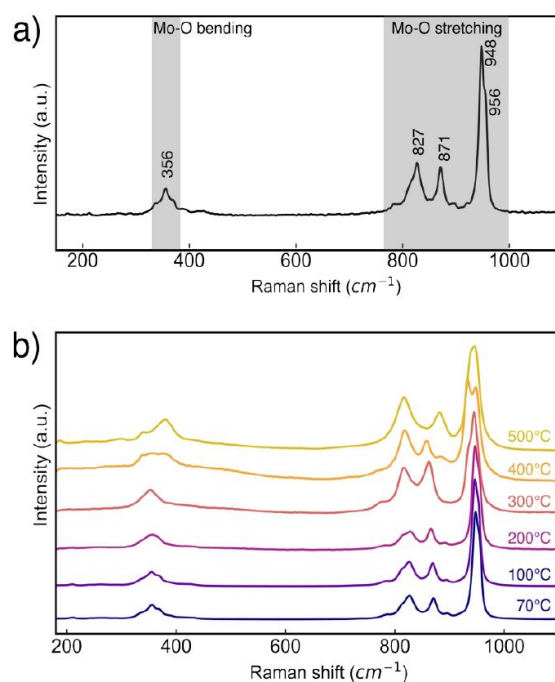 a)
Mo-O bending
Mo-O stretching
948
956
827
871
356
Intensity (a.u.)
200
400
600
800
1000
Raman shift (cm⁻¹)
b)
Intensity (a.u.)
500°C
400°C
300°C
200°C
100°C
70°C
200
400
600
800
1000
Raman shift (cm⁻¹)